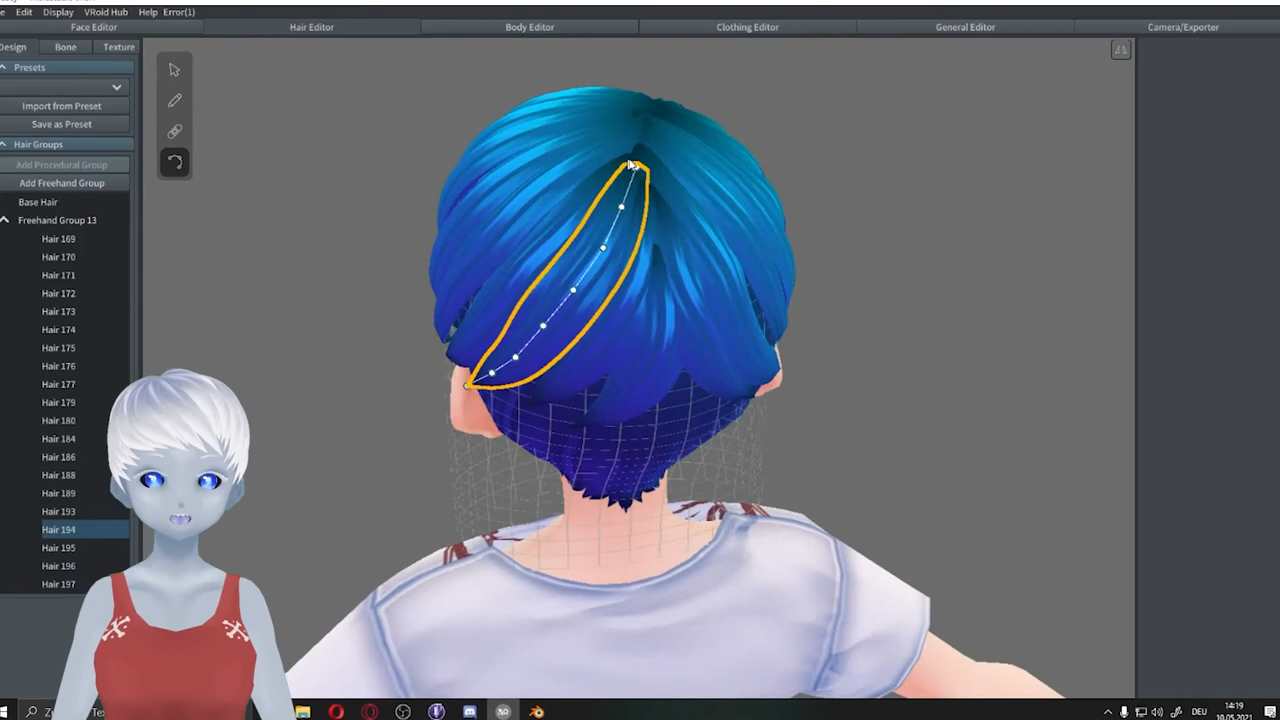 Edit Display VRoid Hub Help Error(1)
Face Editor Hair Editor Body Editor Clothing Editor General Editor Camera/Exporter
Design Bone Texture
Presets
Import from Preset
Save as Preset
Hair Groups
Add Procedural Group
Add Freehand Group
Base Hair
Freehand Group 13
Hair 169
Hair 170
Hair 171
Hair 172
Hair 173
Hair 174
Hair 175
Hair 176
Hair 177
Hair 179
Hair 180
Hair 184
Hair 186
Hair 188
Hair 189
Hair 193
Hair 194
Hair 195
Hair 196
Hair 197
DEU
14:19
10.05.2021